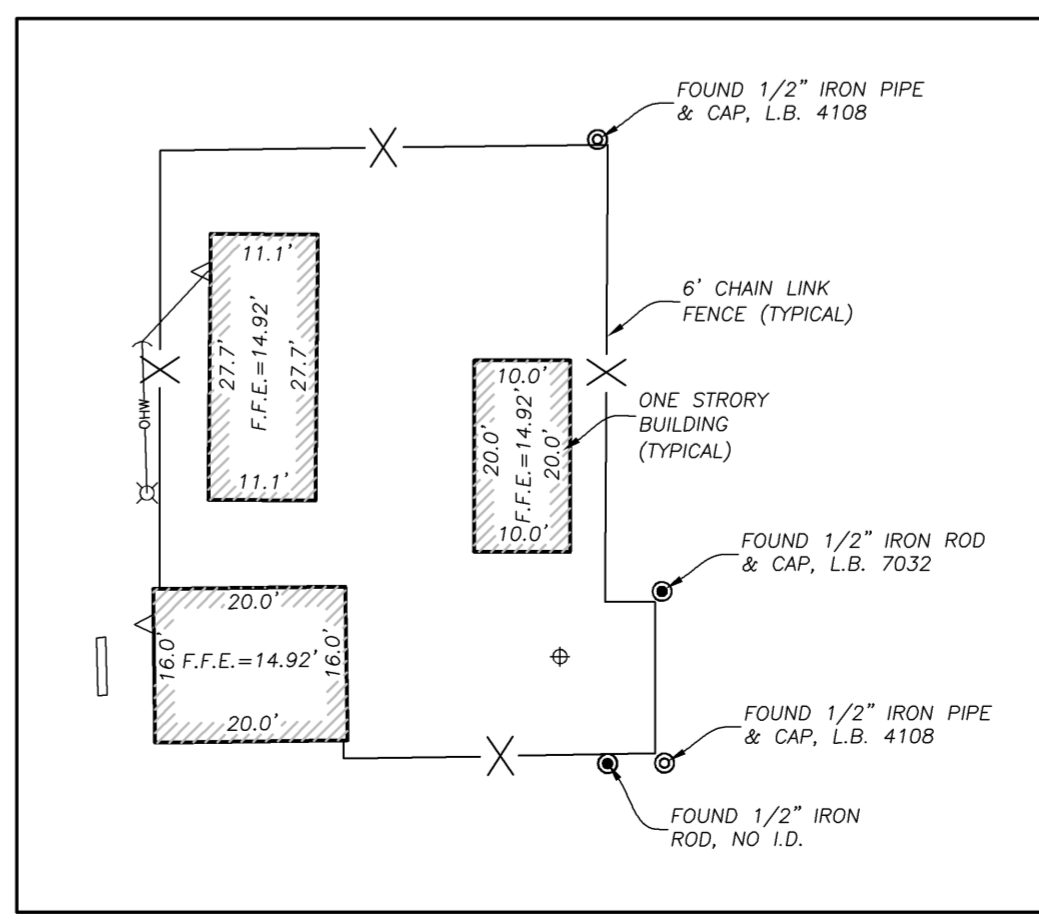 FOUND 1/2" IRON PIPE
& CAP, L.B. 4108
6' CHAIN LINK
FENCE (TYPICAL)
11.1'
27.7'
F.F.E.=14.92'
27.7'
11.1'
OHW
10.0'
20.0'
F.F.E.=14.92'
20.0'
10.0'
ONE STRORY
BUILDING
(TYPICAL)
FOUND 1/2" IRON ROD
& CAP, L.B. 7032
20.0'
16.0'
F.F.E.=14.92'
16.0'
20.0'
FOUND 1/2" IRON PIPE
& CAP, L.B. 4108
FOUND 1/2" IRON
ROD, NO I.D.